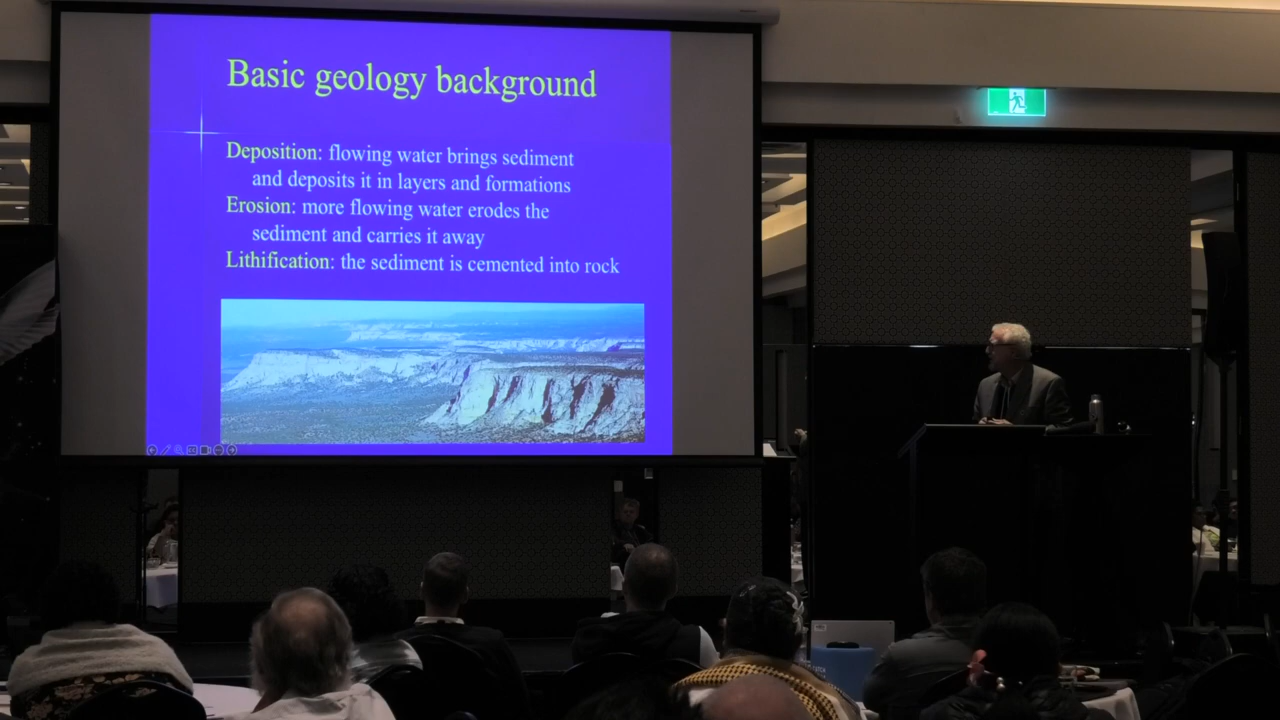 Basic geology background
Deposition: flowing water brings sediment
and deposits it in layers and formations
Erosion: more flowing water erodes the
sediment and carries it away
Lithification: the sediment is cemented into rock